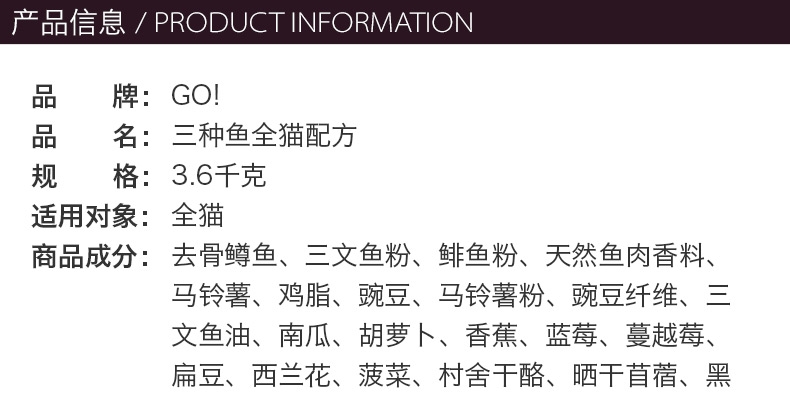 产品信息 / PRODUCT INFORMATION
品 牌: GO!
品 名: 三种鱼全猫配方
规 格: 3.6千克
适用对象: 全猫
商品成分: 去骨鳟鱼、三文鱼粉、鲱鱼粉、天然鱼肉香料、
马铃薯、鸡脂、豌豆、马铃薯粉、豌豆纤维、三
文鱼油、南瓜、胡萝卜、香蕉、蓝莓、蔓越莓、
扁豆、西兰花、菠菜、村舍干酪、晒干苜蓿、黑